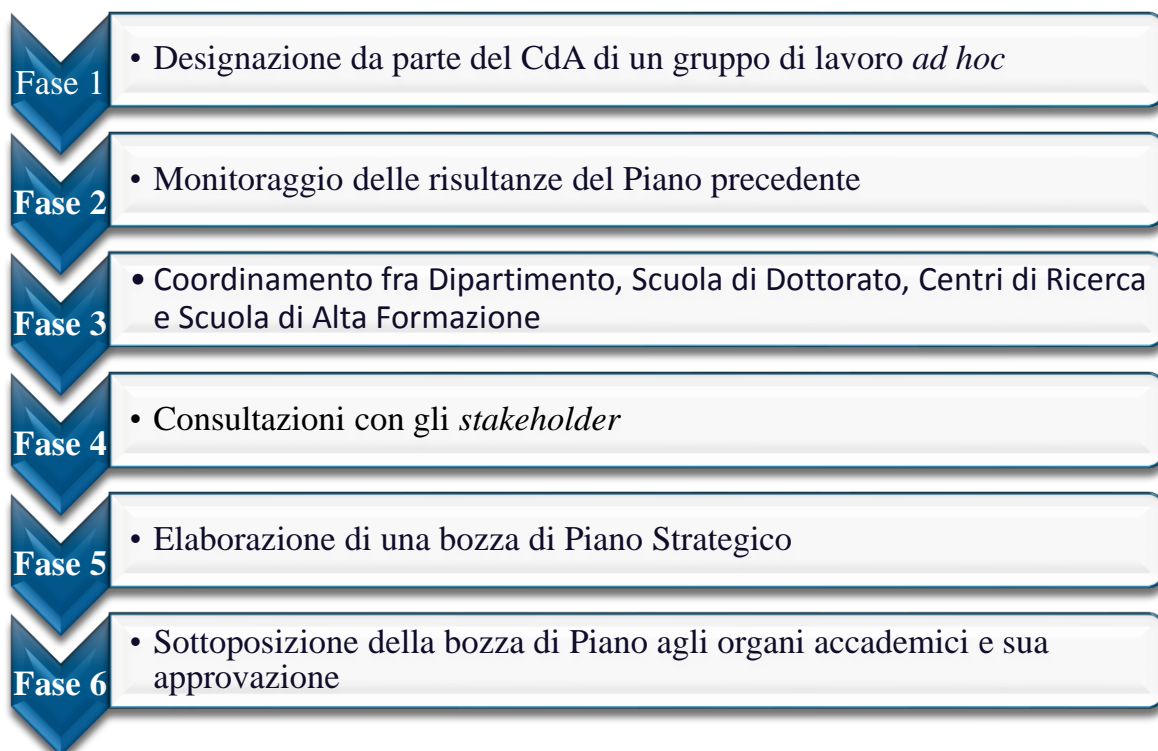 Fase 1
• Designazione da parte del CdA di un gruppo di lavoro ad hoc
Fase 2
• Monitoraggio delle risultanze del Piano precedente
Fase 3
• Coordinamento fra Dipartimento, Scuola di Dottorato, Centri di Ricerca
e Scuola di Alta Formazione
Fase 4
• Consultazioni con gli stakeholder
Fase 5
• Elaborazione di una bozza di Piano Strategico
Fase 6
• Sottoposizione della bozza di Piano agli organi accademici e sua
approvazione